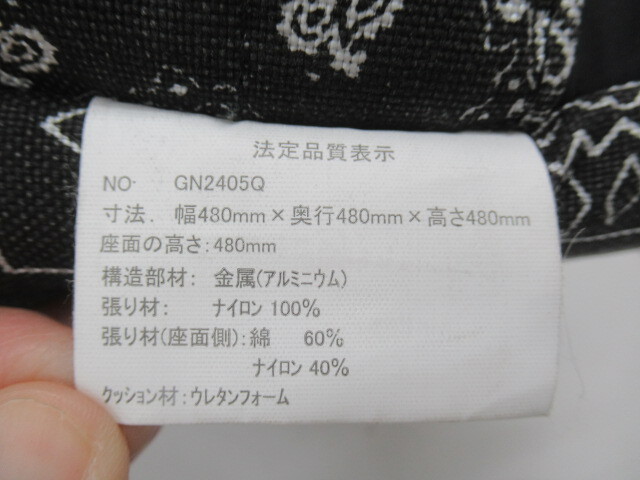 法定品質表示
NO· GN2405Q
寸法. 幅480mm×奥行480mm×高さ480mm
座面の高さ:480mm
構造部材: 金属(アルミニウム)
張り材: ナイロン 100%
張り材(座面側):綿 60%
ナイロン 40%
クッション材:ウレタンフォーム